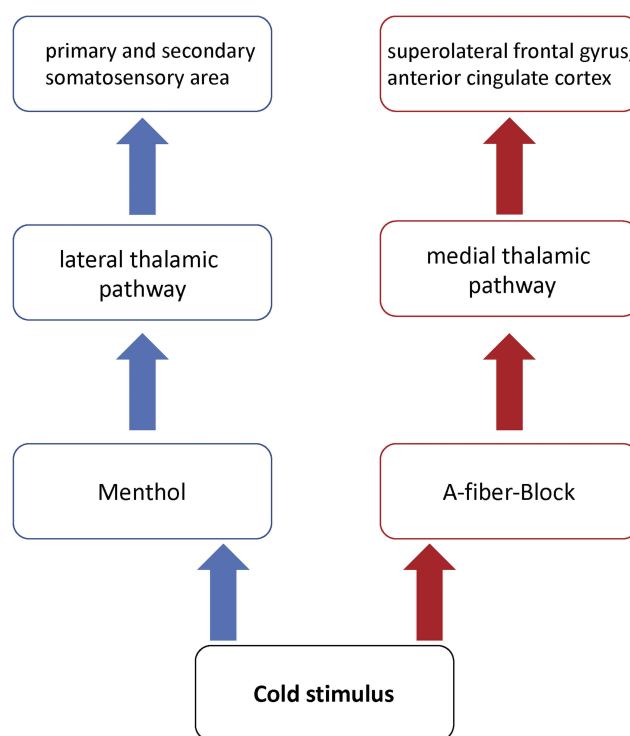 primary and secondary
somatosensory area
superolateral frontal gyrus,
anterior cingulate cortex
lateral thalamic
pathway
medial thalamic
pathway
Menthol
A-fiber-Block
Cold stimulus